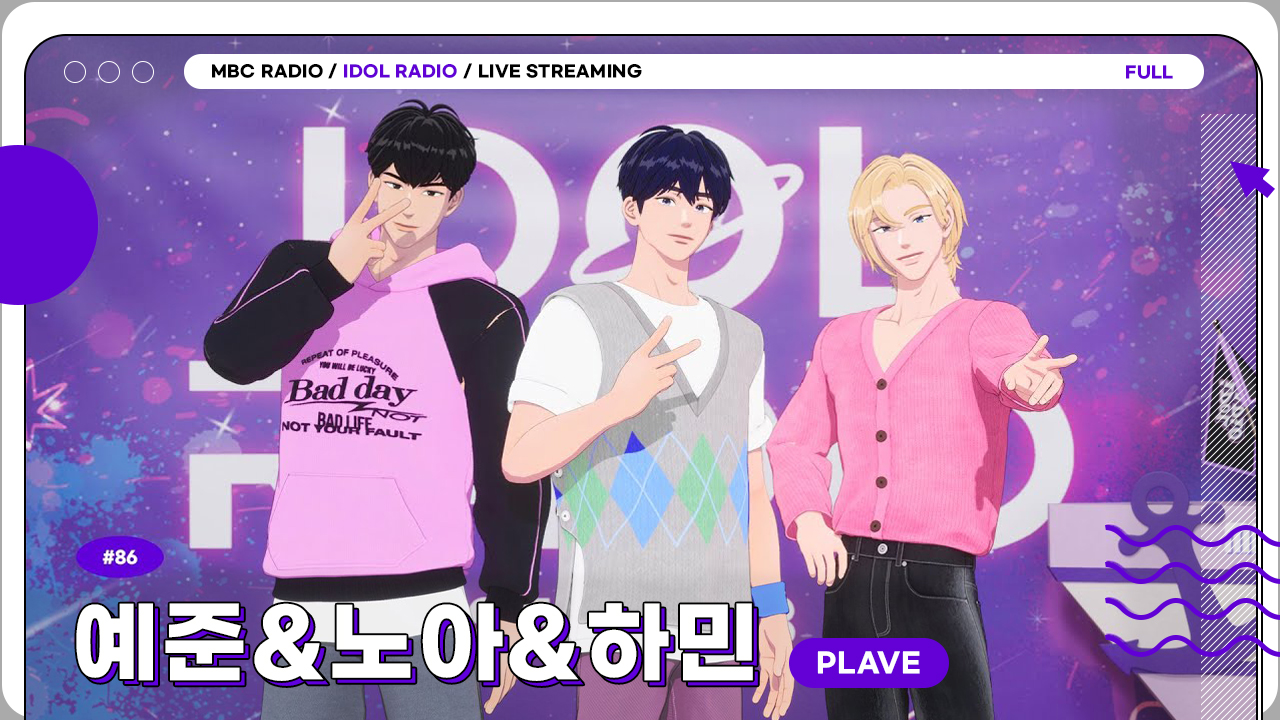 MBC RADIO / IDOL RADIO / LIVE STREAMING
FULL
IDOL
REPEAT OF PLEASURE
YOU WILL BE LUCKY
Bad day
NOT
BAD LIFE
NOT YOUR FAULT
#86
예준&노아&하민
PLAVE